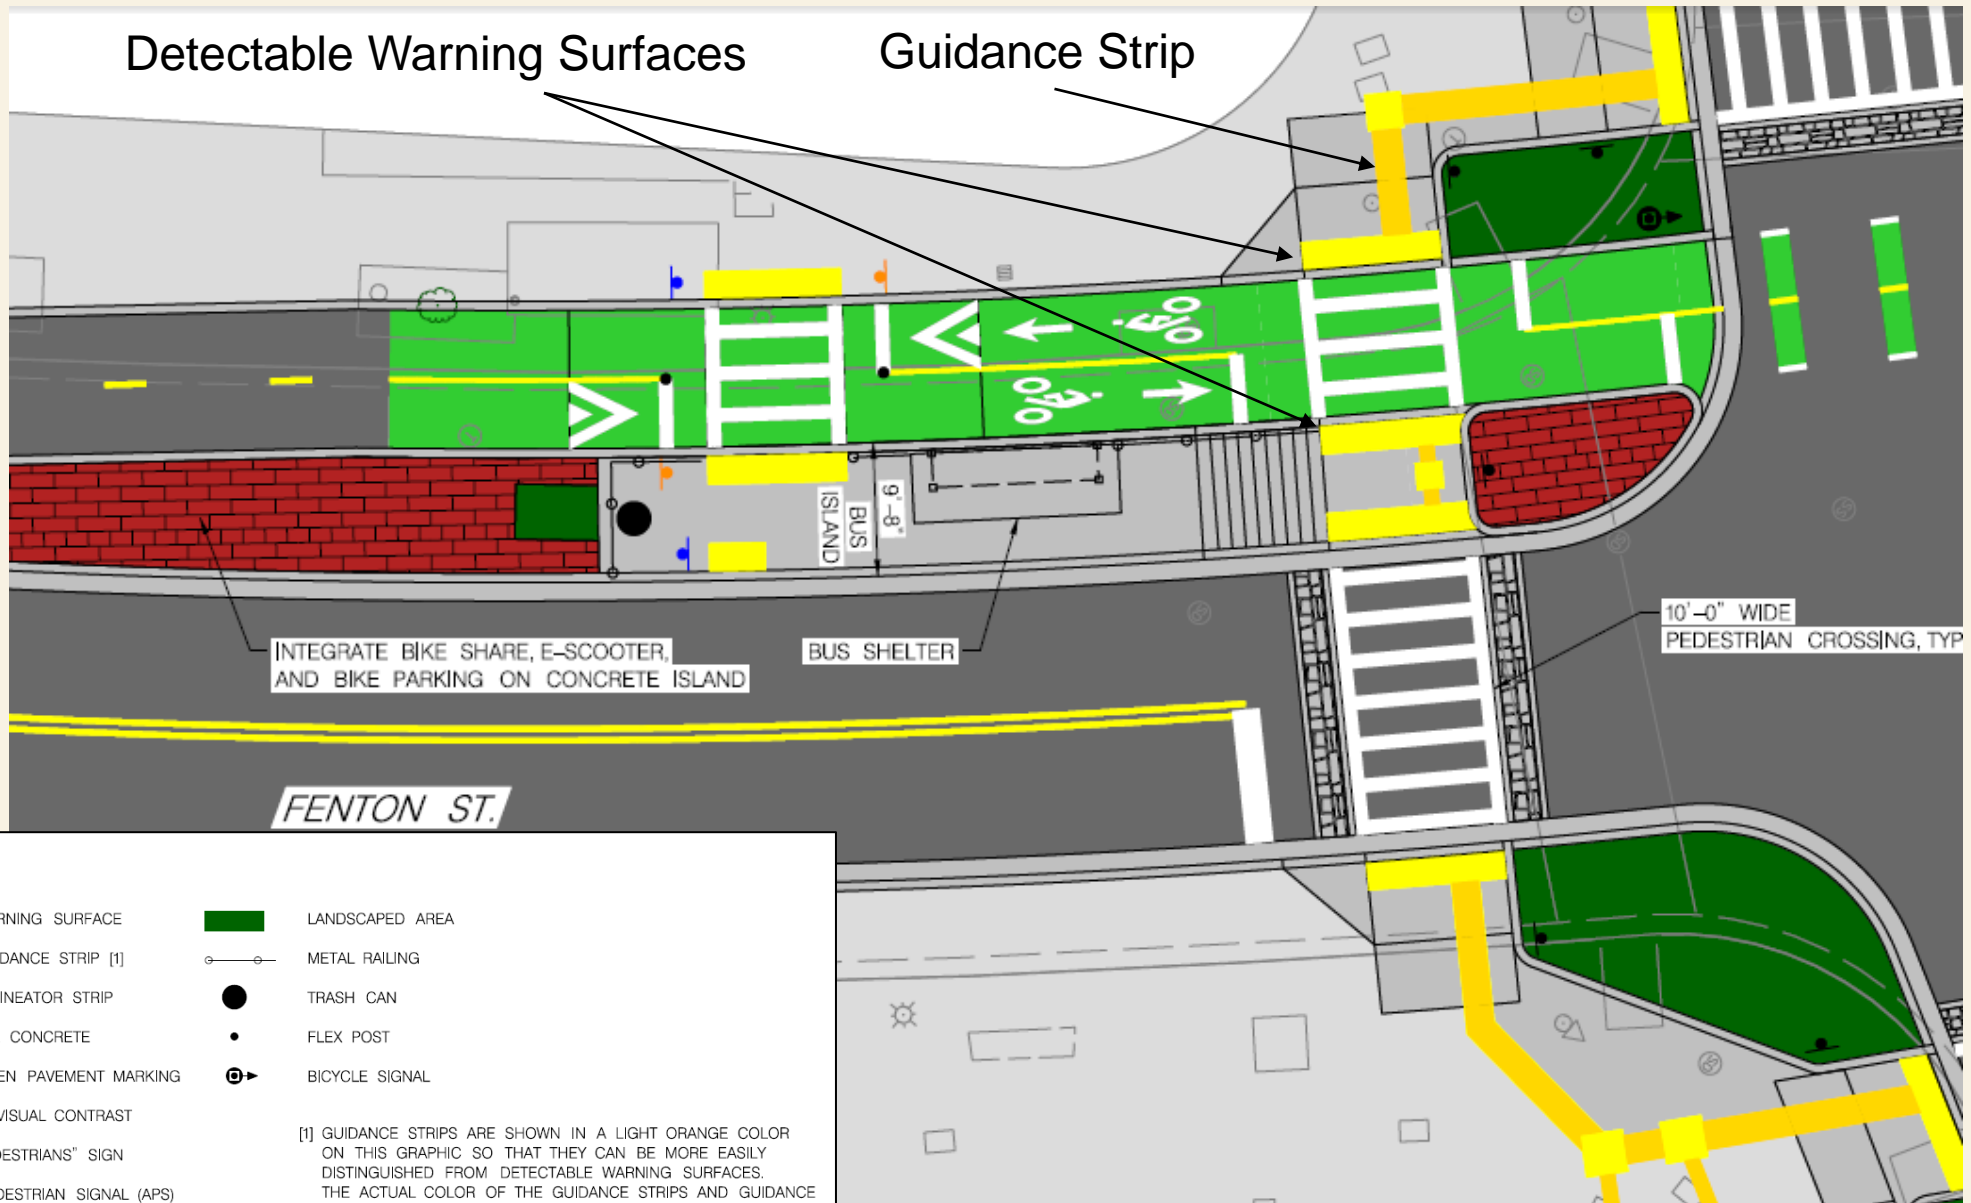 Detectable Warning Surfaces
Guidance Strip
9'-8"
BUS
ISLAND
INTEGRATE BIKE SHARE, E-SCOOTER,
AND BIKE PARKING ON CONCRETE ISLAND
BUS SHELTER
10'-0" WIDE
PEDESTRIAN CROSSING, TYP
FENTON ST.
RNING SURFACE
DANCE STRIP [1]
INEATOR STRIP
CONCRETE
EN PAVEMENT MARKING
VISUAL CONTRAST
DESTRIANS" SIGN
DESTRIAN SIGNAL (APS)
LANDSCAPED AREA
METAL RAILING
TRASH CAN
FLEX POST
BICYCLE SIGNAL
[1] GUIDANCE STRIPS ARE SHOWN IN A LIGHT ORANGE COLOR
ON THIS GRAPHIC SO THAT THEY CAN BE MORE EASILY
DISTINGUISHED FROM DETECTABLE WARNING SURFACES.
THE ACTUAL COLOR OF THE GUIDANCE STRIPS AND GUIDANCE